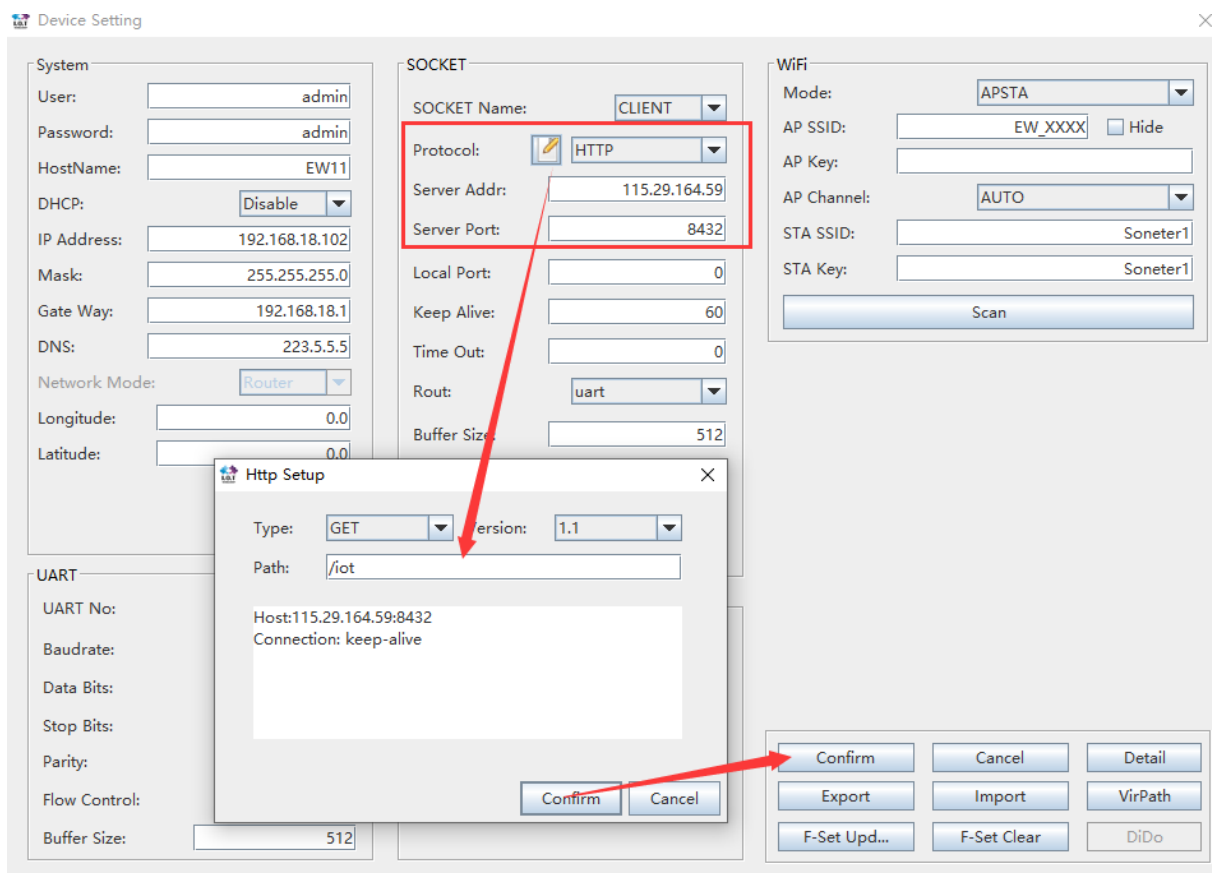 Device Setting
System
User: admin
Password: admin
HostName: EW11
DHCP: Disable
IP Address: 192.168.18.102
Mask: 255.255.255.0
Gate Way: 192.168.18.1
DNS: 223.5.5.5
Network Mode: Router
Longitude: 0.0
Latitude: 0.0
SOCKET
SOCKET Name: CLIENT
Protocol: HTTP
Server Addr: 115.29.164.59
Server Port: 8432
Local Port: 0
Keep Alive: 60
Time Out: 0
Rout: uart
Buffer Size: 512
WiFi
Mode: APSTA
AP SSID: EW_XXXX Hide
AP Key:
AP Channel: AUTO
STA SSID: Soneter1
STA Key: Soneter1
Scan
Http Setup
Type: GET Version: 1.1
Path: /iot
Host:115.29.164.59:8432
Connection: keep-alive
Confirm Cancel
UART
UART No:
Baudrate:
Data Bits:
Stop Bits:
Parity:
Flow Control:
Buffer Size: 512
Confirm Cancel Detail
Export Import VirPath
F-Set Upd... F-Set Clear DiDo